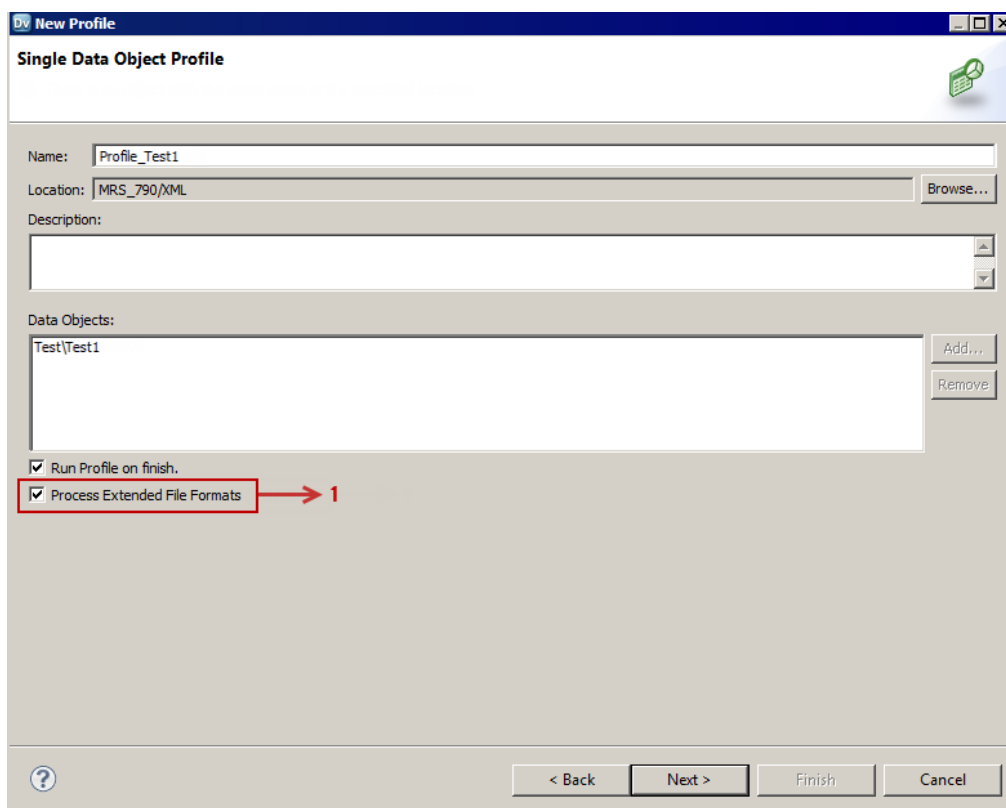 Dv New Profile
Single Data Object Profile
Name: Profile_Test1
Location: MRS_790/XML Browse...
Description:
Data Objects:
Test\Test1 Add...
Remove
Run Profile on finish.
Process Extended File Formats 1
? < Back Next > Finish Cancel